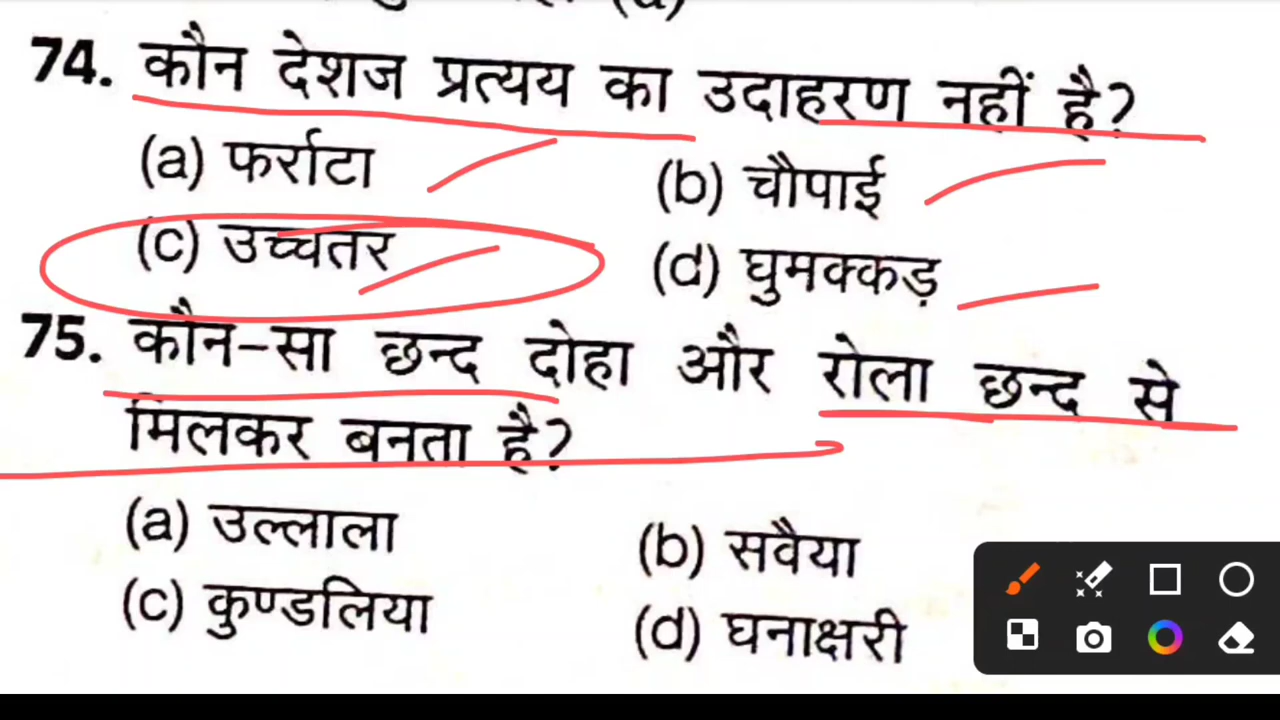 74. कौन देशज प्रत्यय का उदाहरण नहीं है?
(a) फर्राटा (b) चौपाई
(c) उच्चतर (d) घुमक्कड़
75. कौन-सा छन्द दोहा और रोला छन्द से
मिलकर बनता है?
(a) उल्लाला (b) सवैया
(c) कुण्डलिया (d) घनाक्षरी